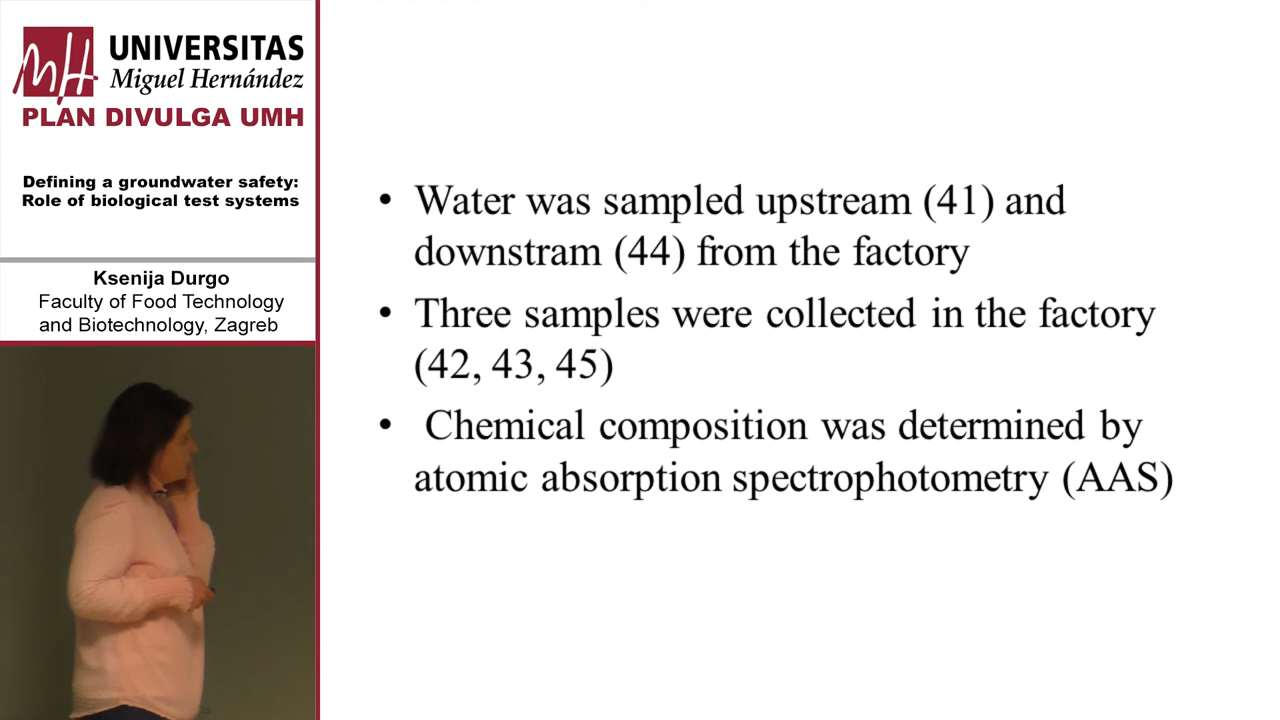 UNIVERSITAS
Miguel Hernández
PLAN DIVULGA UMH
Defining a groundwater safety:
Role of biological test systems
Ksenija Durgo
Faculty of Food Technology
and Biotechnology, Zagreb
• Water was sampled upstream (41) and
downstram (44) from the factory
• Three samples were collected in the factory
(42, 43, 45)
• Chemical composition was determined by
atomic absorption spectrophotometry (AAS)